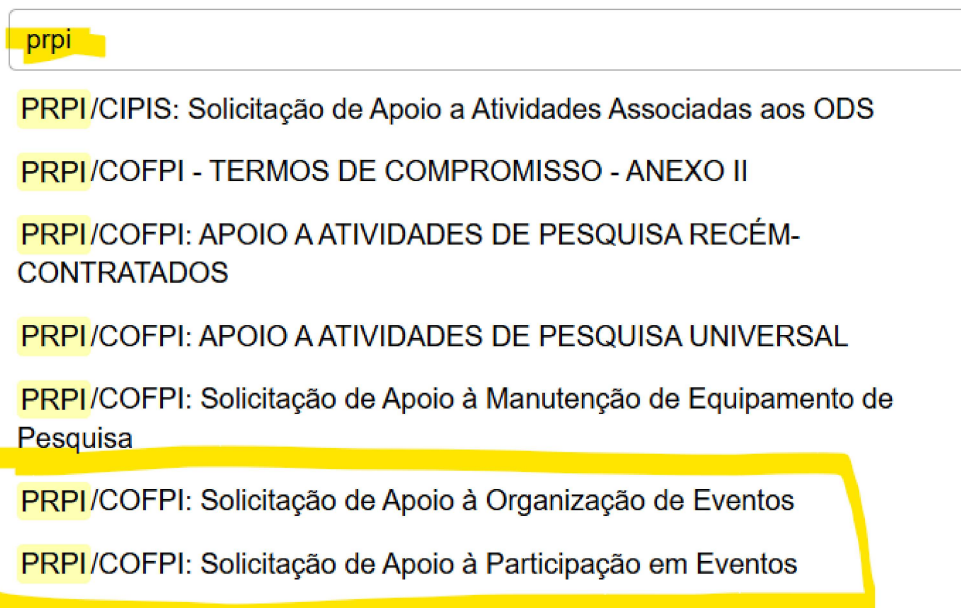 prpi
PRPI/CIPIS: Solicitação de Apoio a Atividades Associadas aos ODS
PRPI/COFPI - TERMOS DE COMPROMISSO - ANEXO II
PRPI/COFPI: APOIO A ATIVIDADES DE PESQUISA RECÉM-
CONTRATADOS
PRPI/COFPI: APOIO A ATIVIDADES DE PESQUISA UNIVERSAL
PRPI/COFPI: Solicitação de Apoio à Manutenção de Equipamento de
Pesquisa
PRPI/COFPI: Solicitação de Apoio à Organização de Eventos
PRPI/COFPI: Solicitação de Apoio à Participação em Eventos